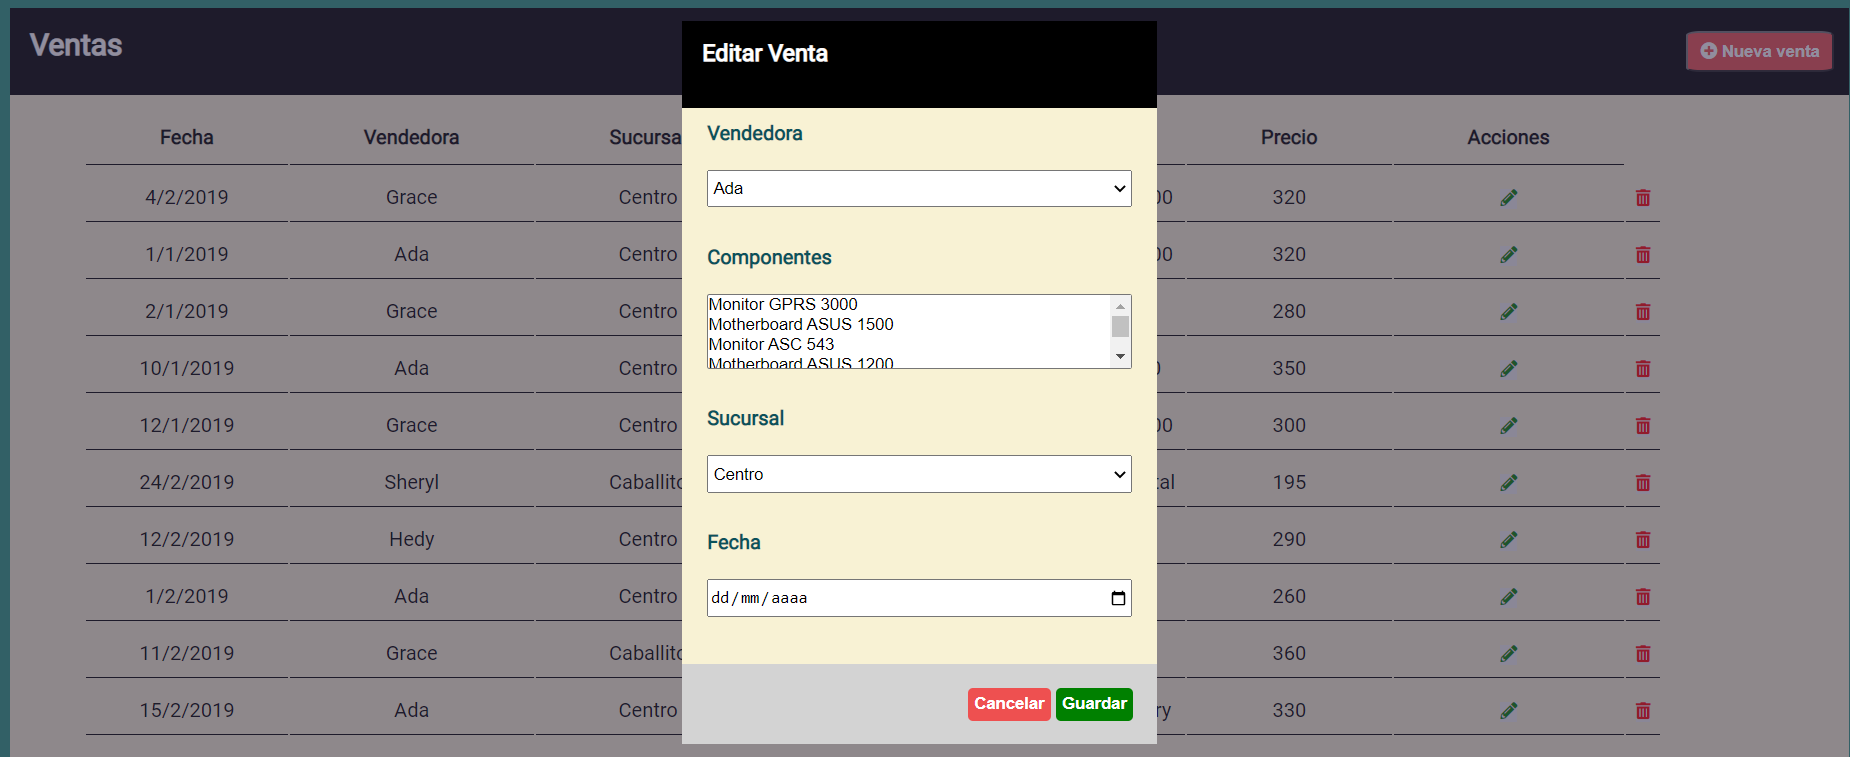 Ventas
Nueva venta
Editar Venta
Vendedora
Ada
Componentes
Monitor GPRS 3000
Motherboard ASUS 1500
Monitor ASC 543
Motherboard ASUS 1200
Sucursal
Centro
Fecha
dd/mm/aaaa
Cancelar Guardar
Fecha Vendedora Sucursa Precio Acciones
4/2/2019 Grace Centro 00 320
1/1/2019 Ada Centro 00 320
2/1/2019 Grace Centro 280
10/1/2019 Ada Centro 350
12/1/2019 Grace Centro 00 300
24/2/2019 Sheryl Caballito tal 195
12/2/2019 Hedy Centro 290
1/2/2019 Ada Centro 260
11/2/2019 Grace Caballito 360
15/2/2019 Ada Centro ry 330